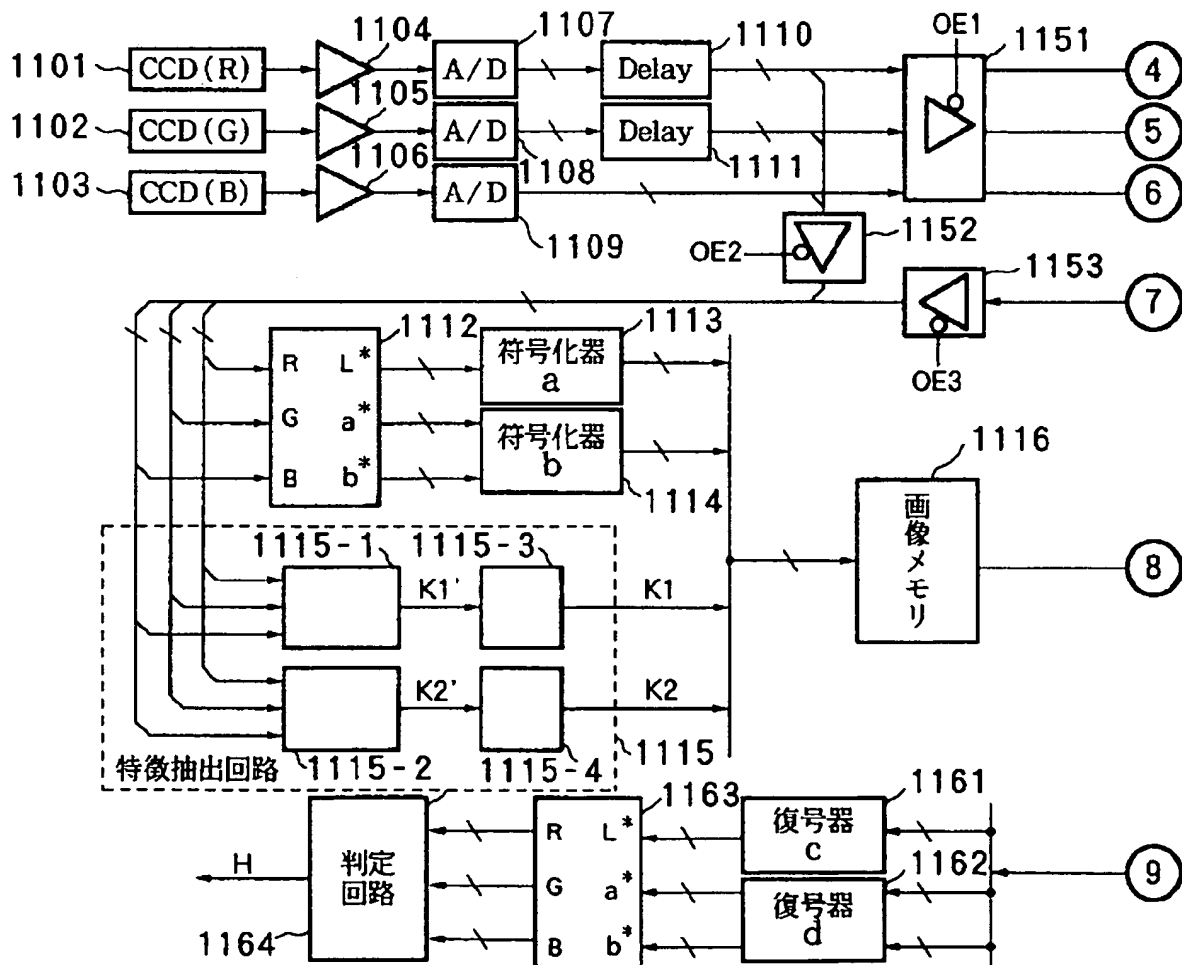 OE1
1101 CCD(R) 1104 A/D 1107 Delay 1110 1151 4
1102 CCD(G) 1105 A/D 1108 Delay 1111 5
1103 CCD(B) 1106 A/D 1109 6
OE2 1152
1153 7
OE3
1112 R G B L* a* b*
1113 符号化器 a
符号化器 b 1114
1116 画像メモリ 8
1115-1 K1' 1115-3 K1
1115-2 K2' 1115-4 K2
特徴抽出回路 1115
H 判定回路 1164
1163 R G B L* a* b*
1161 復号器 c
1162 復号器 d
9